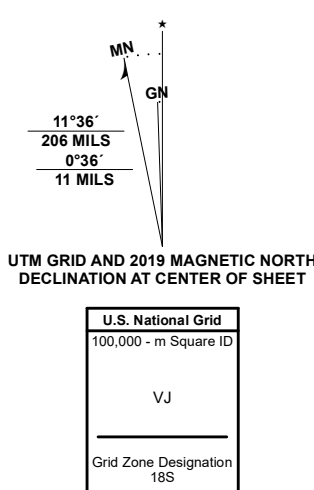 ★
MN
GN
11°36´
206 MILS
0°36´
11 MILS
UTM GRID AND 2019 MAGNETIC NORTH
DECLINATION AT CENTER OF SHEET
U.S. National Grid
100,000 - m Square ID
VJ
Grid Zone Designation
18S